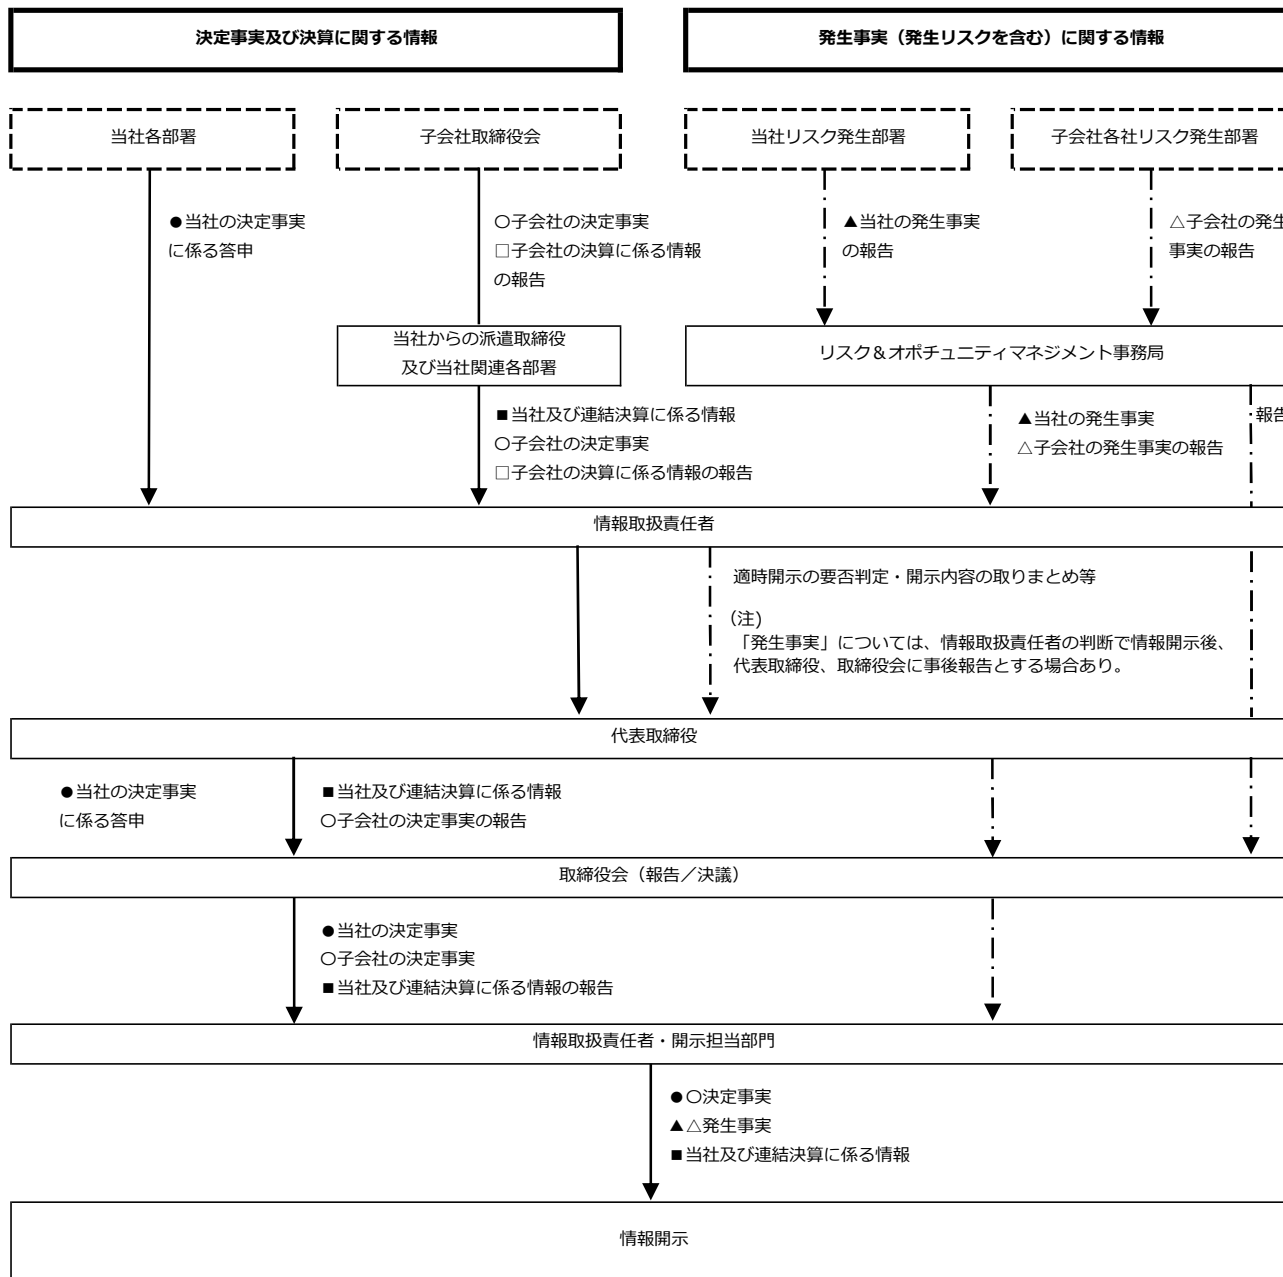 決定事実及び決算に関する情報
発生事実（発生リスクを含む）に関する情報
当社各部署
子会社取締役会
当社リスク発生部署
子会社各社リスク発生部署
●当社の決定事実
に係る答申
○子会社の決定事実
□子会社の決算に係る情報
の報告
▲当社の発生事実
の報告
△子会社の発生
事実の報告
当社からの派遣取締役
及び当社関連各部署
リスク＆オポチュニティマネジメント事務局
■当社及び連結決算に係る情報
○子会社の決定事実
□子会社の決算に係る情報の報告
▲当社の発生事実
△子会社の発生事実の報告
報告
情報取扱責任者
適時開示の要否判定・開示内容の取りまとめ等
（注)
「発生事実」については、情報取扱責任者の判断で情報開示後、
代表取締役、取締役会に事後報告とする場合あり。
代表取締役
●当社の決定事実
に係る答申
■当社及び連結決算に係る情報
○子会社の決定事実の報告
取締役会（報告／決議）
●当社の決定事実
○子会社の決定事実
■当社及び連結決算に係る情報の報告
情報取扱責任者・開示担当部門
●○決定事実
▲△発生事実
■当社及び連結決算に係る情報
情報開示